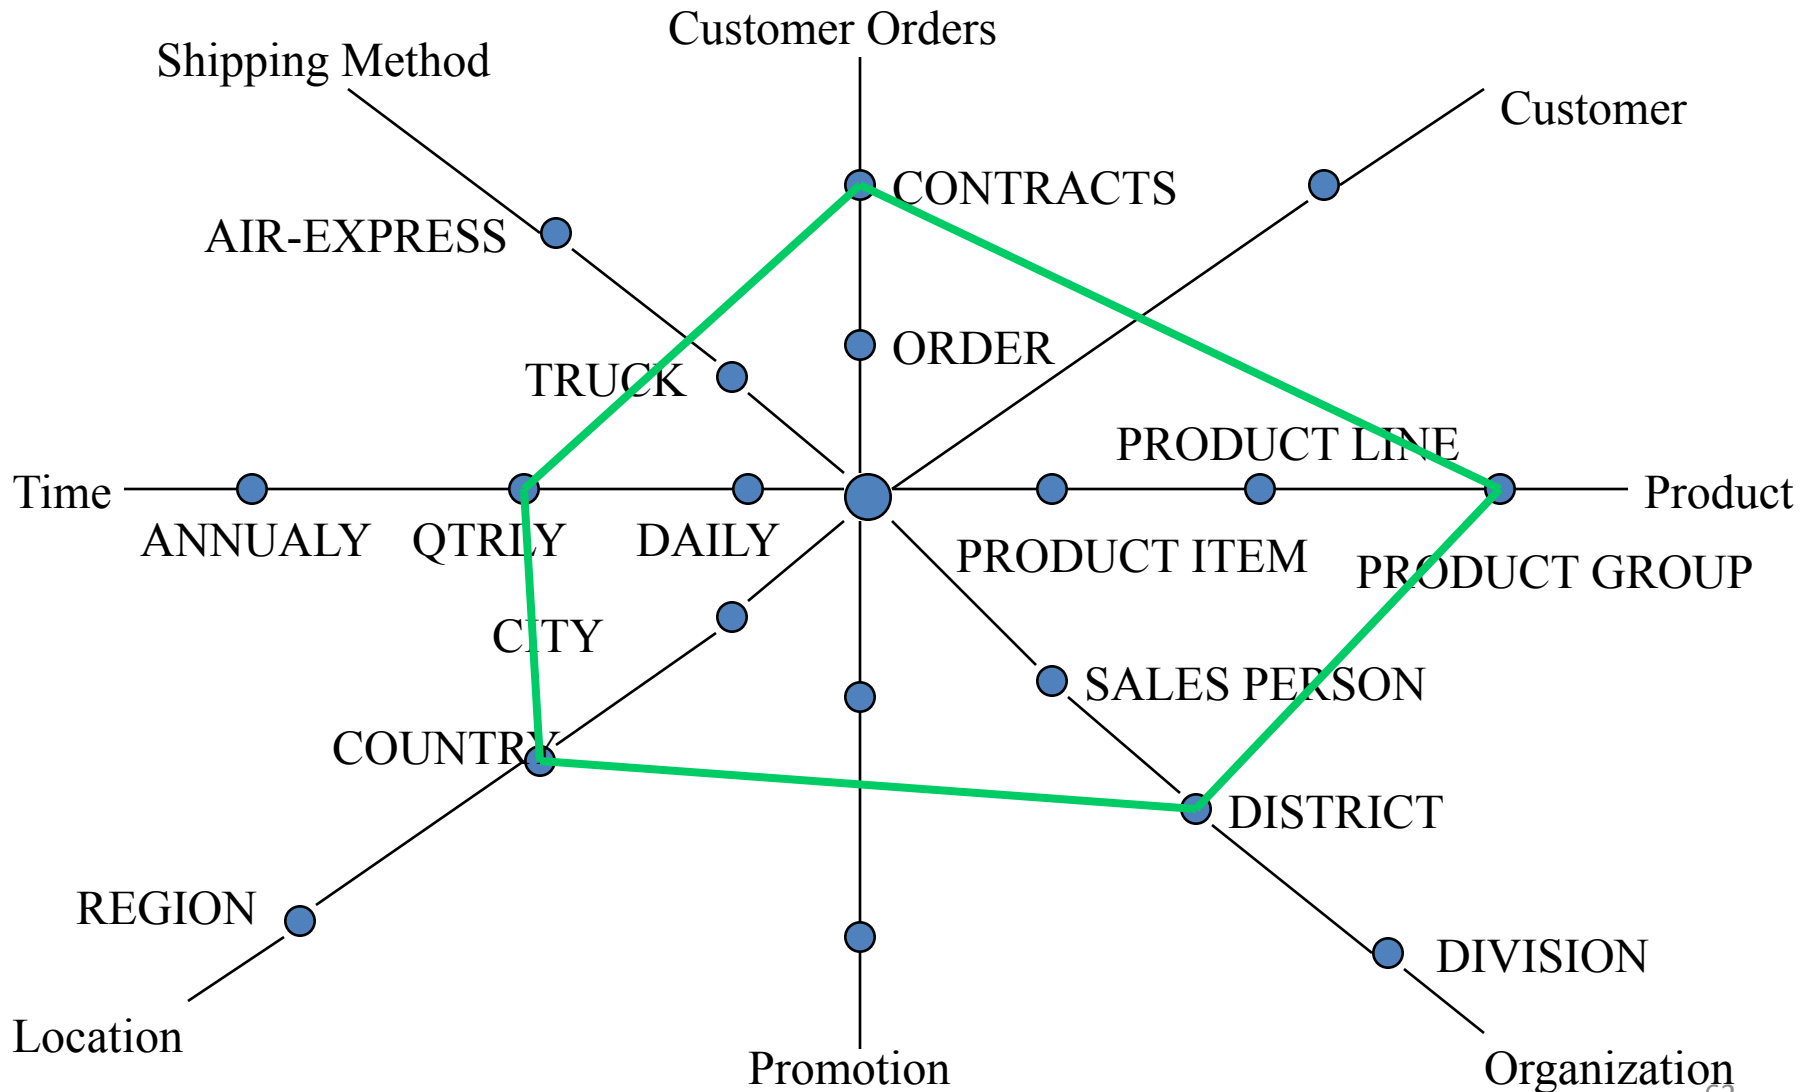 Customer Orders
Shipping Method
Customer
CONTRACTS
AIR-EXPRESS
ORDER
TRUCK
PRODUCT LINE
Time
Product
ANNUALY
QTRLY
DAILY
PRODUCT ITEM
PRODUCT GROUP
CITY
SALES PERSON
COUNTRY
DISTRICT
REGION
DIVISION
Location
Promotion
Organization